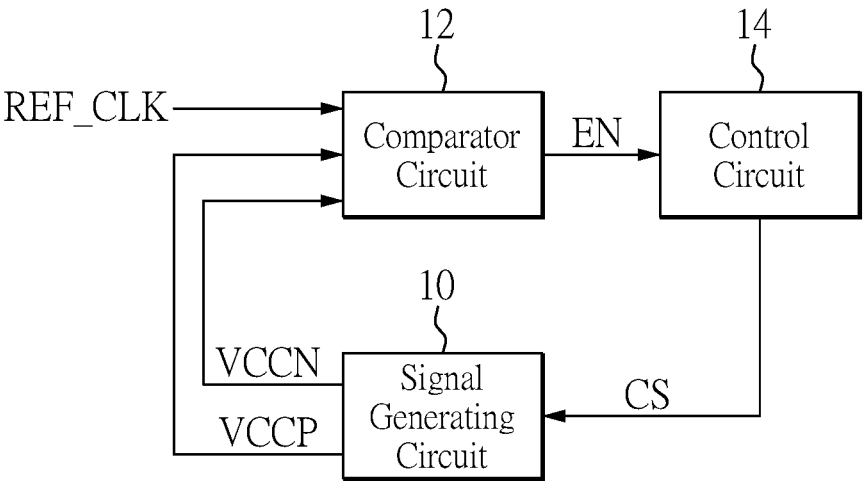 12
14
REF_CLK
Comparator
Circuit
EN
Control
Circuit
10
VCCN
VCCP
Signal
Generating
Circuit
CS